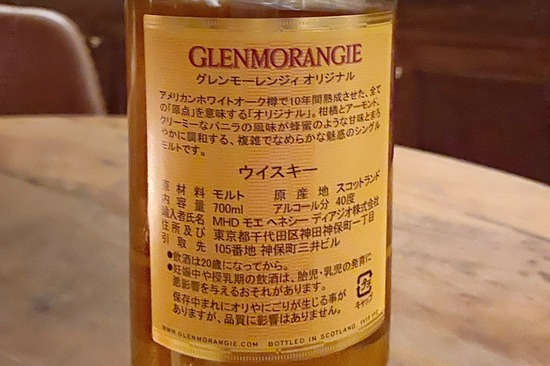 GLENMORANGIE
グレンモーレンジィ オリジナル
アメリカンホワイトオーク樽で10年間熟成させた、全て
の「原点」を意味する「オリジナル」。柑橘とアーモンド、
クリーミーなバニラの風味が蜂蜜のような甘味とまろ
やかに調和する、複雑でなめらかな魅惑のシングル
モルトです。
ウイスキー
原材料 モルト 原産地 スコットランド
内容量 700ml アルコール分 40度
輸入者氏名 MHD モエ ヘネシー ディアジオ株式会社
住所及び 東京都千代田区神田神保町一丁目
引取先 105番地 神保町三井ビル
●飲酒は20歳になってから。
●妊娠中や授乳期の飲酒は、胎児・乳児の発育に
悪影響を与えるおそれがあります。
保存中まれにオリやにごりが生じる事が
ありますが、品質に影響はありません。
プラ
キャップ
WWW.GLENMORANGIE.COM BOTTLED IN SCOTLAND